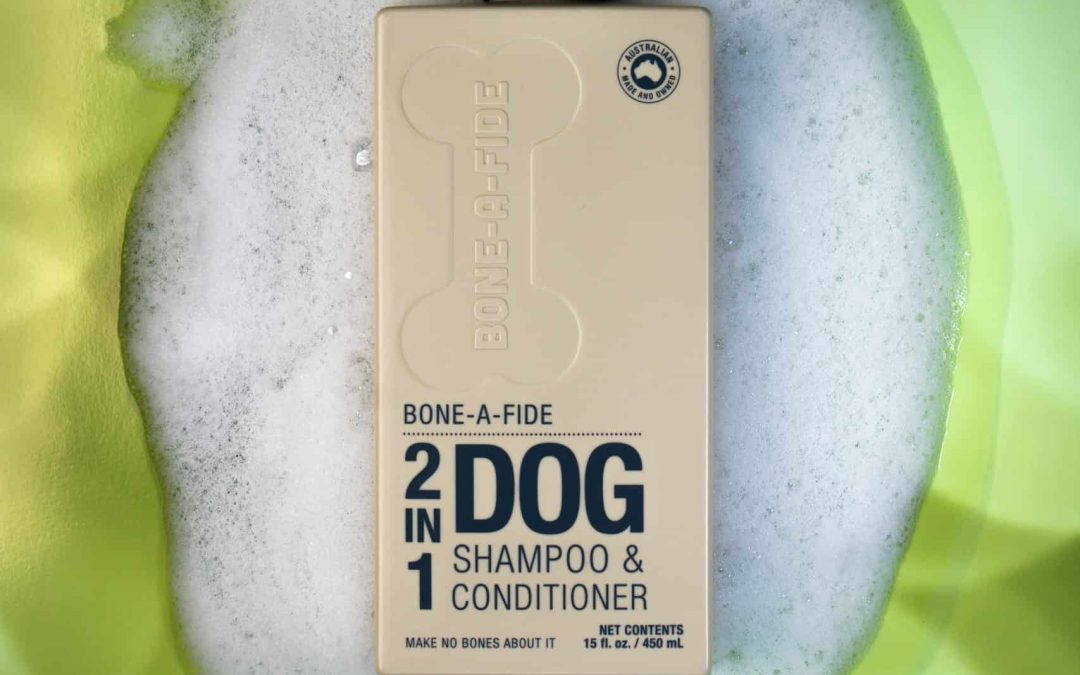 AUSTRALIAN
MADE AND OWNED
BONE-A-FIDE
BONE-A-FIDE
2 IN 1 DOG
SHAMPOO &
CONDITIONER
MAKE NO BONES ABOUT IT
NET CONTENTS
15 fl. oz. / 450 mL